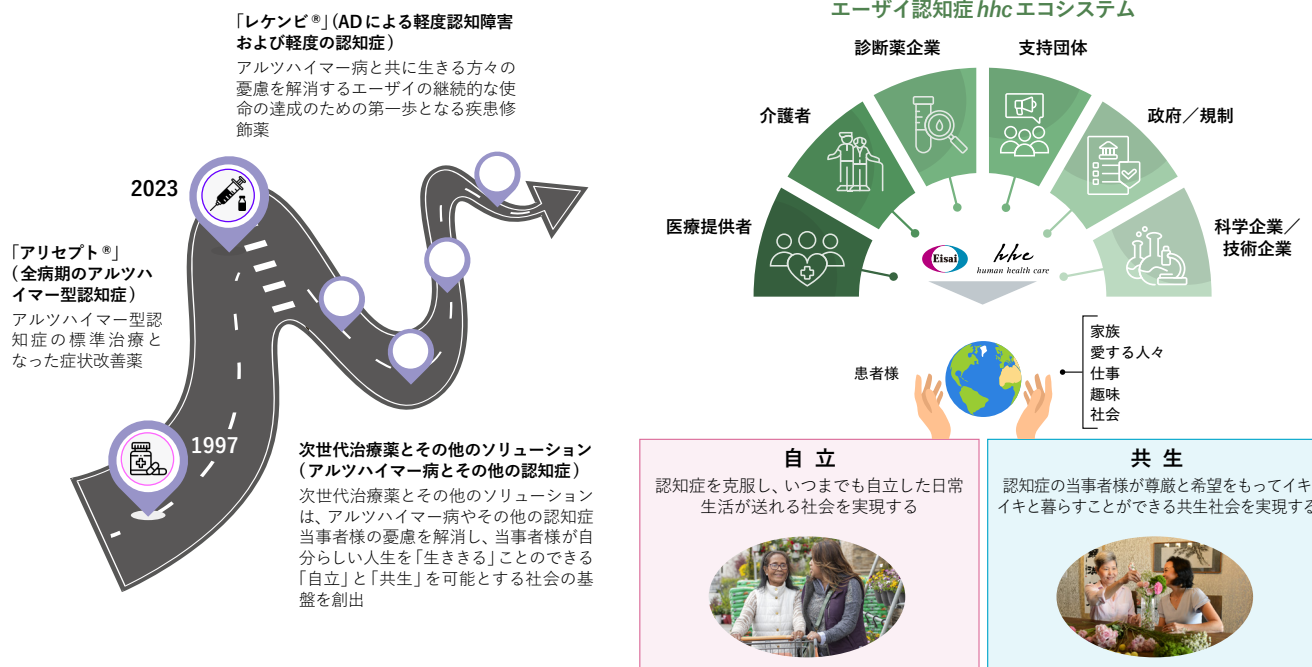 「レケンビ®」(ADによる軽度認知障害
および軽度の認知症)
アルツハイマー病と共に生きる方々の
憂慮を解消するエーザイの継続的な使
命の達成のための第一歩となる疾患修
飾薬
2023
「アリセプト®」
(全病期のアルツハ
イマー型認知症)
アルツハイマー型認
知症の標準治療と
なった症状改善薬
1997
次世代治療薬とその他のソリューション
(アルツハイマー病とその他の認知症)
次世代治療薬とその他のソリューション
は、アルツハイマー病やその他の認知症
当事者様の憂慮を解消し、当事者様が自
分らしい人生を「生ききる」ことのできる
「自立」と「共生」を可能とする社会の基
盤を創出
エーザイ認知症hhcエコシステム
診断薬企業
支持団体
介護者
政府/規制
医療提供者
科学企業/
技術企業
Eisai
hhc
human health care
患者様
家族
愛する人々
仕事
趣味
社会
自立
認知症を克服し、いつまでも自立した日常
生活が送れる社会を実現する
共生
認知症の当事者様が尊厳と希望をもってイキ
イキと暮らすことができる共生社会を実現する